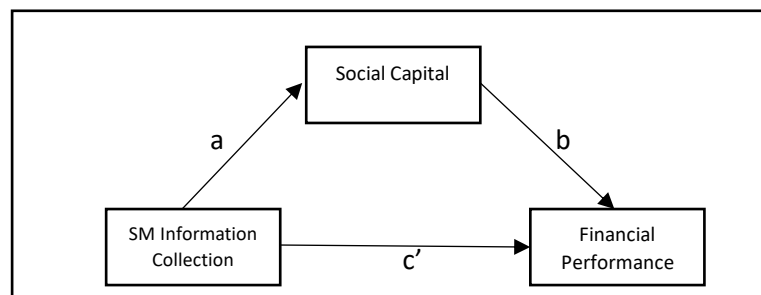 Social Capital
a
b
SM Information
Collection
c’
Financial
Performance